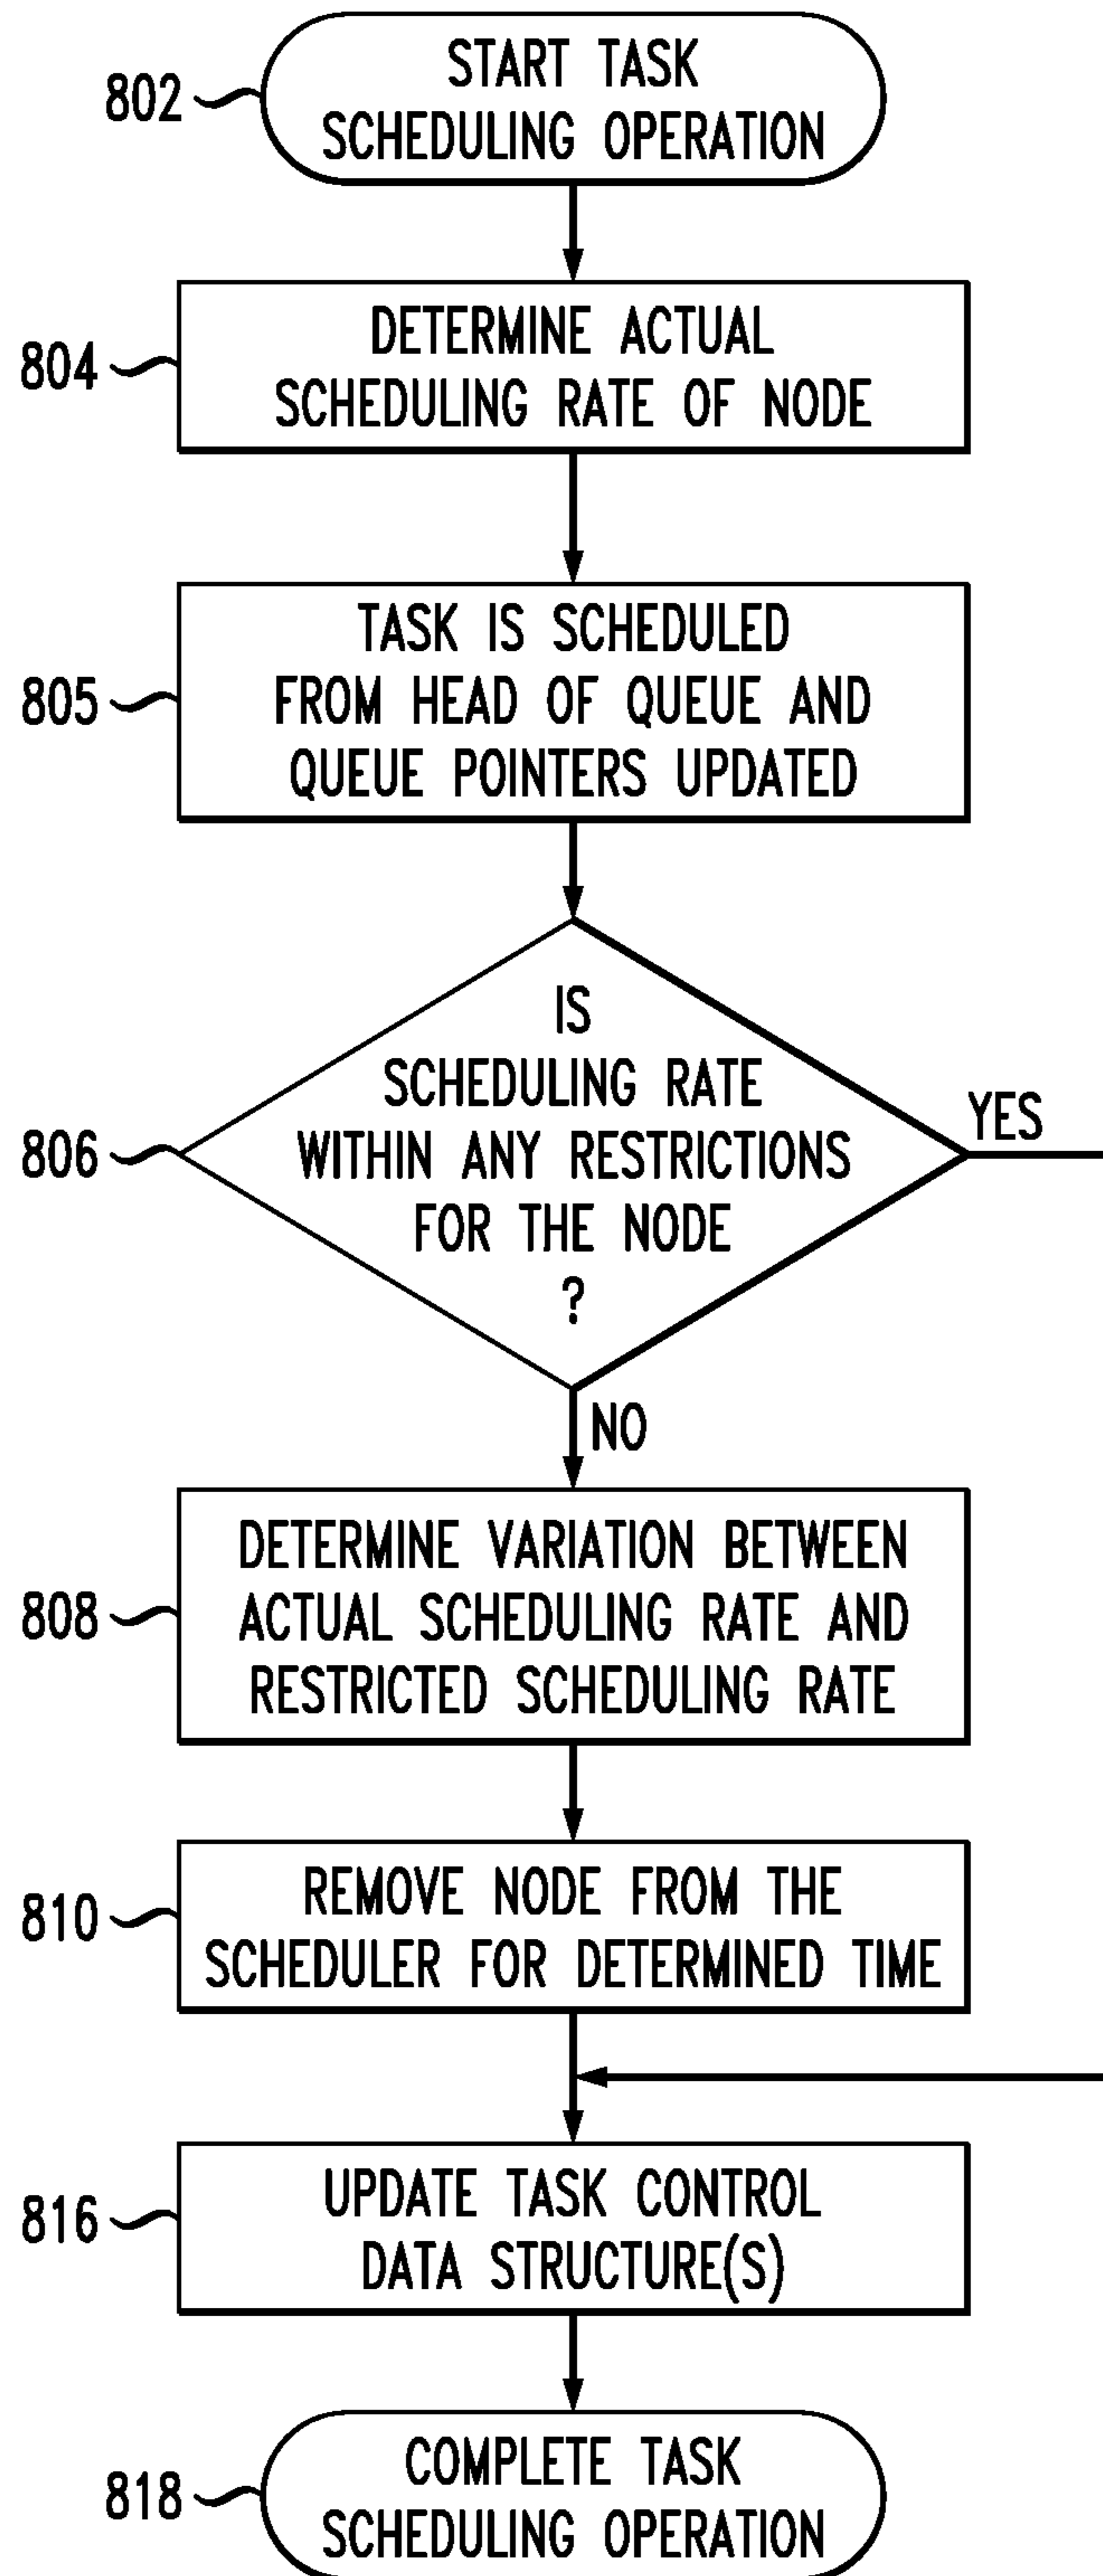 START TASK
802
SCHEDULING OPERATION
DETERMINE ACTUAL
804
SCHEDULING RATE OF NODE
TASK IS SCHEDULED
805
FROM HEAD OF QUEUE AND
QUEUE POINTERS UPDATED
IS
SCHEDULING RATE
YES
806
WITHIN ANY RESTRICTIONS
FOR THE NODE
?
NO
DETERMINE VARIATION BETWEEN
808
ACTUAL SCHEDULING RATE AND
RESTRICTED SCHEDULING RATE
REMOVE NODE FROM THE
810
SCHEDULER FOR DETERMINED TIME
UPDATE TASK CONTROL
816
DATA STRUCTURE(S)
COMPLETE TASK
818
SCHEDULING OPERATION